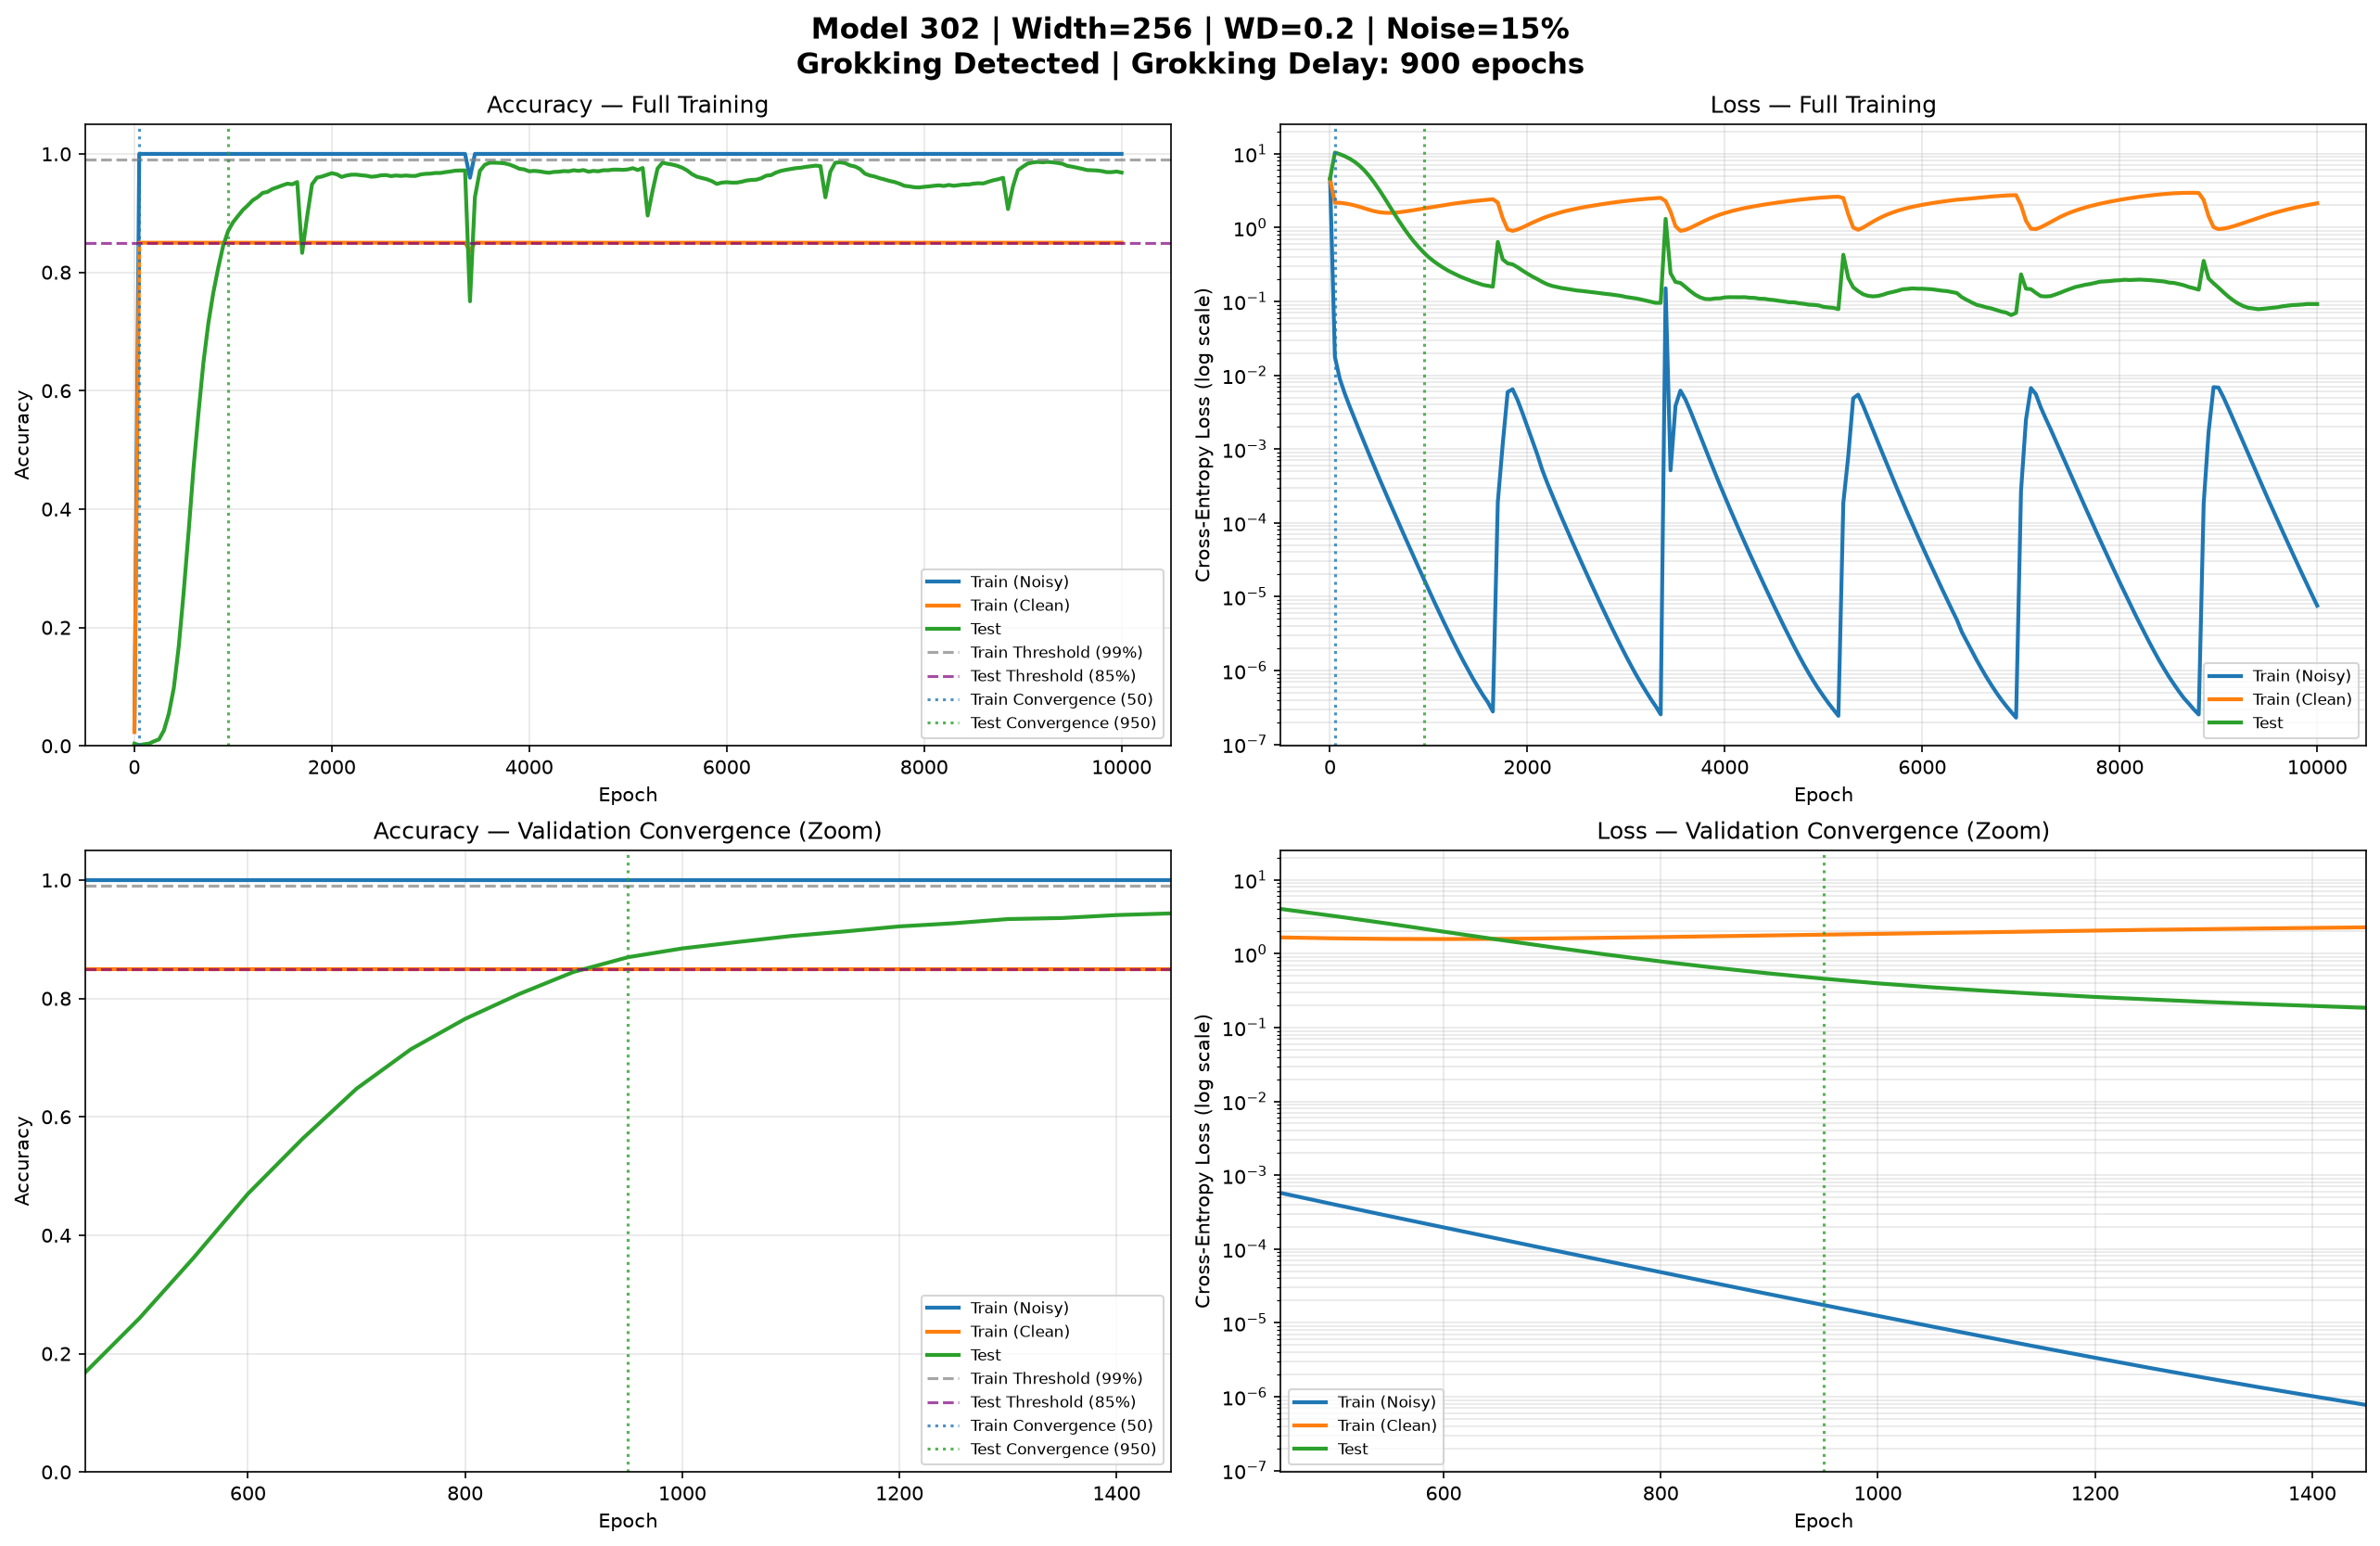 Model 302 | Width=256 | WD=0.2 | Noise=15%
Grokking Detected | Grokking Delay: 900 epochs
Accuracy — Full Training
1.0
0.8
0.6
0.4
0.2
0.0
Accuracy
0 2000 4000 6000 8000 10000
Epoch
Train (Noisy)
Train (Clean)
Test
Train Threshold (99%)
Test Threshold (85%)
Train Convergence (50)
Test Convergence (950)
Loss — Full Training
10^1
10^0
10^-1
10^-2
10^-3
10^-4
10^-5
10^-6
10^-7
Cross-Entropy Loss (log scale)
0 2000 4000 6000 8000 10000
Epoch
Train (Noisy)
Train (Clean)
Test
Accuracy — Validation Convergence (Zoom)
1.0
0.8
0.6
0.4
0.2
0.0
Accuracy
600 800 1000 1200 1400
Epoch
Train (Noisy)
Train (Clean)
Test
Train Threshold (99%)
Test Threshold (85%)
Train Convergence (50)
Test Convergence (950)
Loss — Validation Convergence (Zoom)
10^1
10^0
10^-1
10^-2
10^-3
10^-4
10^-5
10^-6
10^-7
Cross-Entropy Loss (log scale)
600 800 1000 1200 1400
Epoch
Train (Noisy)
Train (Clean)
Test